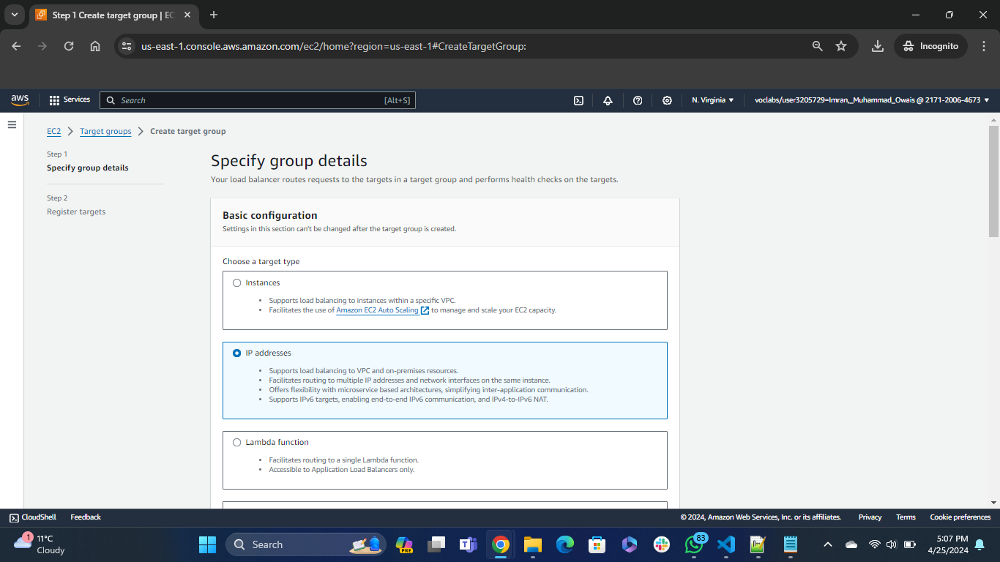 Step 1 Create target group | EC
us-east-1.console.aws.amazon.com/ec2/home?region=us-east-1#CreateTargetGroup:
Incognito
aws
Services
Search
[Alt+S]
N. Virginia
voclabs/user3205729=Imran,_Muhammad_Owais @ 2171-2006-4673
EC2
Target groups
Create target group
Step 1
Specify group details
Step 2
Register targets
Specify group details
Your load balancer routes requests to the targets in a target group and performs health checks on the targets.
Basic configuration
Settings in this section can't be changed after the target group is created.
Choose a target type
Instances
• Supports load balancing to instances within a specific VPC.
• Facilitates the use of Amazon EC2 Auto Scaling to manage and scale your EC2 capacity.
IP addresses
• Supports load balancing to VPC and on-premises resources.
• Facilitates routing to multiple IP addresses and network interfaces on the same instance.
• Offers flexibility with microservice based architectures, simplifying inter-application communication.
• Supports IPv6 targets, enabling end-to-end IPv6 communication, and IPv4-to-IPv6 NAT.
Lambda function
• Facilitates routing to a single Lambda function.
• Accessible to Application Load Balancers only.
CloudShell
Feedback
© 2024, Amazon Web Services, Inc. or its affiliates.
Privacy
Terms
Cookie preferences
1
11°C
Cloudy
Search
PRE
83
5:07 PM
4/25/2024